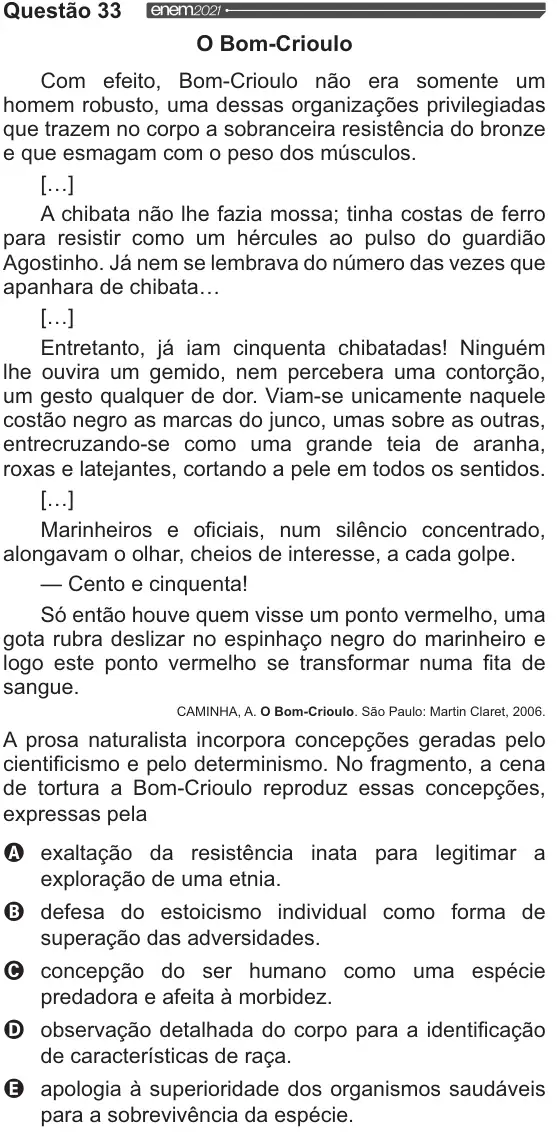 Questão 33 enem2021
O Bom-Crioulo
Com efeito, Bom-Crioulo não era somente um
homem robusto, uma dessas organizações privilegiadas
que trazem no corpo a sobranceira resistência do bronze
e que esmagam com o peso dos músculos.
[…]
A chibata não lhe fazia mossa; tinha costas de ferro
para resistir como um hércules ao pulso do guardião
Agostinho. Já nem se lembrava do número das vezes que
apanhara de chibata…
[…]
Entretanto, já iam cinquenta chibatadas! Ninguém
lhe ouvira um gemido, nem percebera uma contorção,
um gesto qualquer de dor. Viam-se unicamente naquele
costão negro as marcas do junco, umas sobre as outras,
entrecruzando-se como uma grande teia de aranha,
roxas e latejantes, cortando a pele em todos os sentidos.
[…]
Marinheiros e oficiais, num silêncio concentrado,
alongavam o olhar, cheios de interesse, a cada golpe.
— Cento e cinquenta!
Só então houve quem visse um ponto vermelho, uma
gota rubra deslizar no espinhaço negro do marinheiro e
logo este ponto vermelho se transformar numa fita de
sangue.
CAMINHA, A. O Bom-Crioulo. São Paulo: Martin Claret, 2006.
A prosa naturalista incorpora concepções geradas pelo
cientificismo e pelo determinismo. No fragmento, a cena
de tortura a Bom-Crioulo reproduz essas concepções,
expressas pela
A exaltação da resistência inata para legitimar a
exploração de uma etnia.
B defesa do estoicismo individual como forma de
superação das adversidades.
C concepção do ser humano como uma espécie
predadora e afeita à morbidez.
D observação detalhada do corpo para a identificação
de características de raça.
E apologia à superioridade dos organismos saudáveis
para a sobrevivência da espécie.